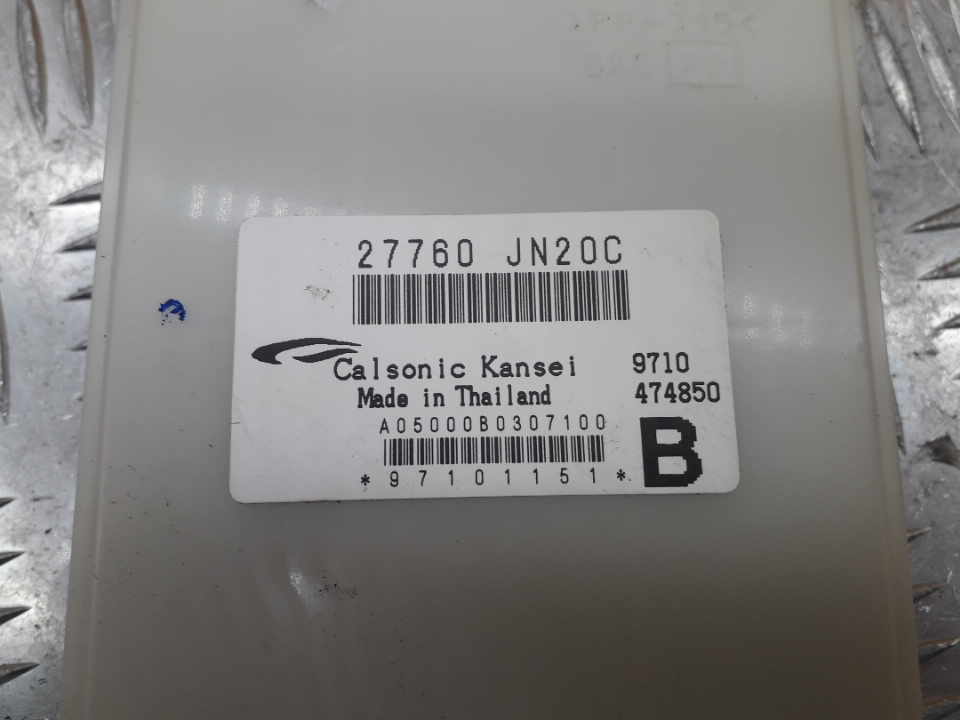 27760 JN20C
Calsonic Kansei 9710
Made in Thailand 474850
A05000B0307100
B
*97101151*